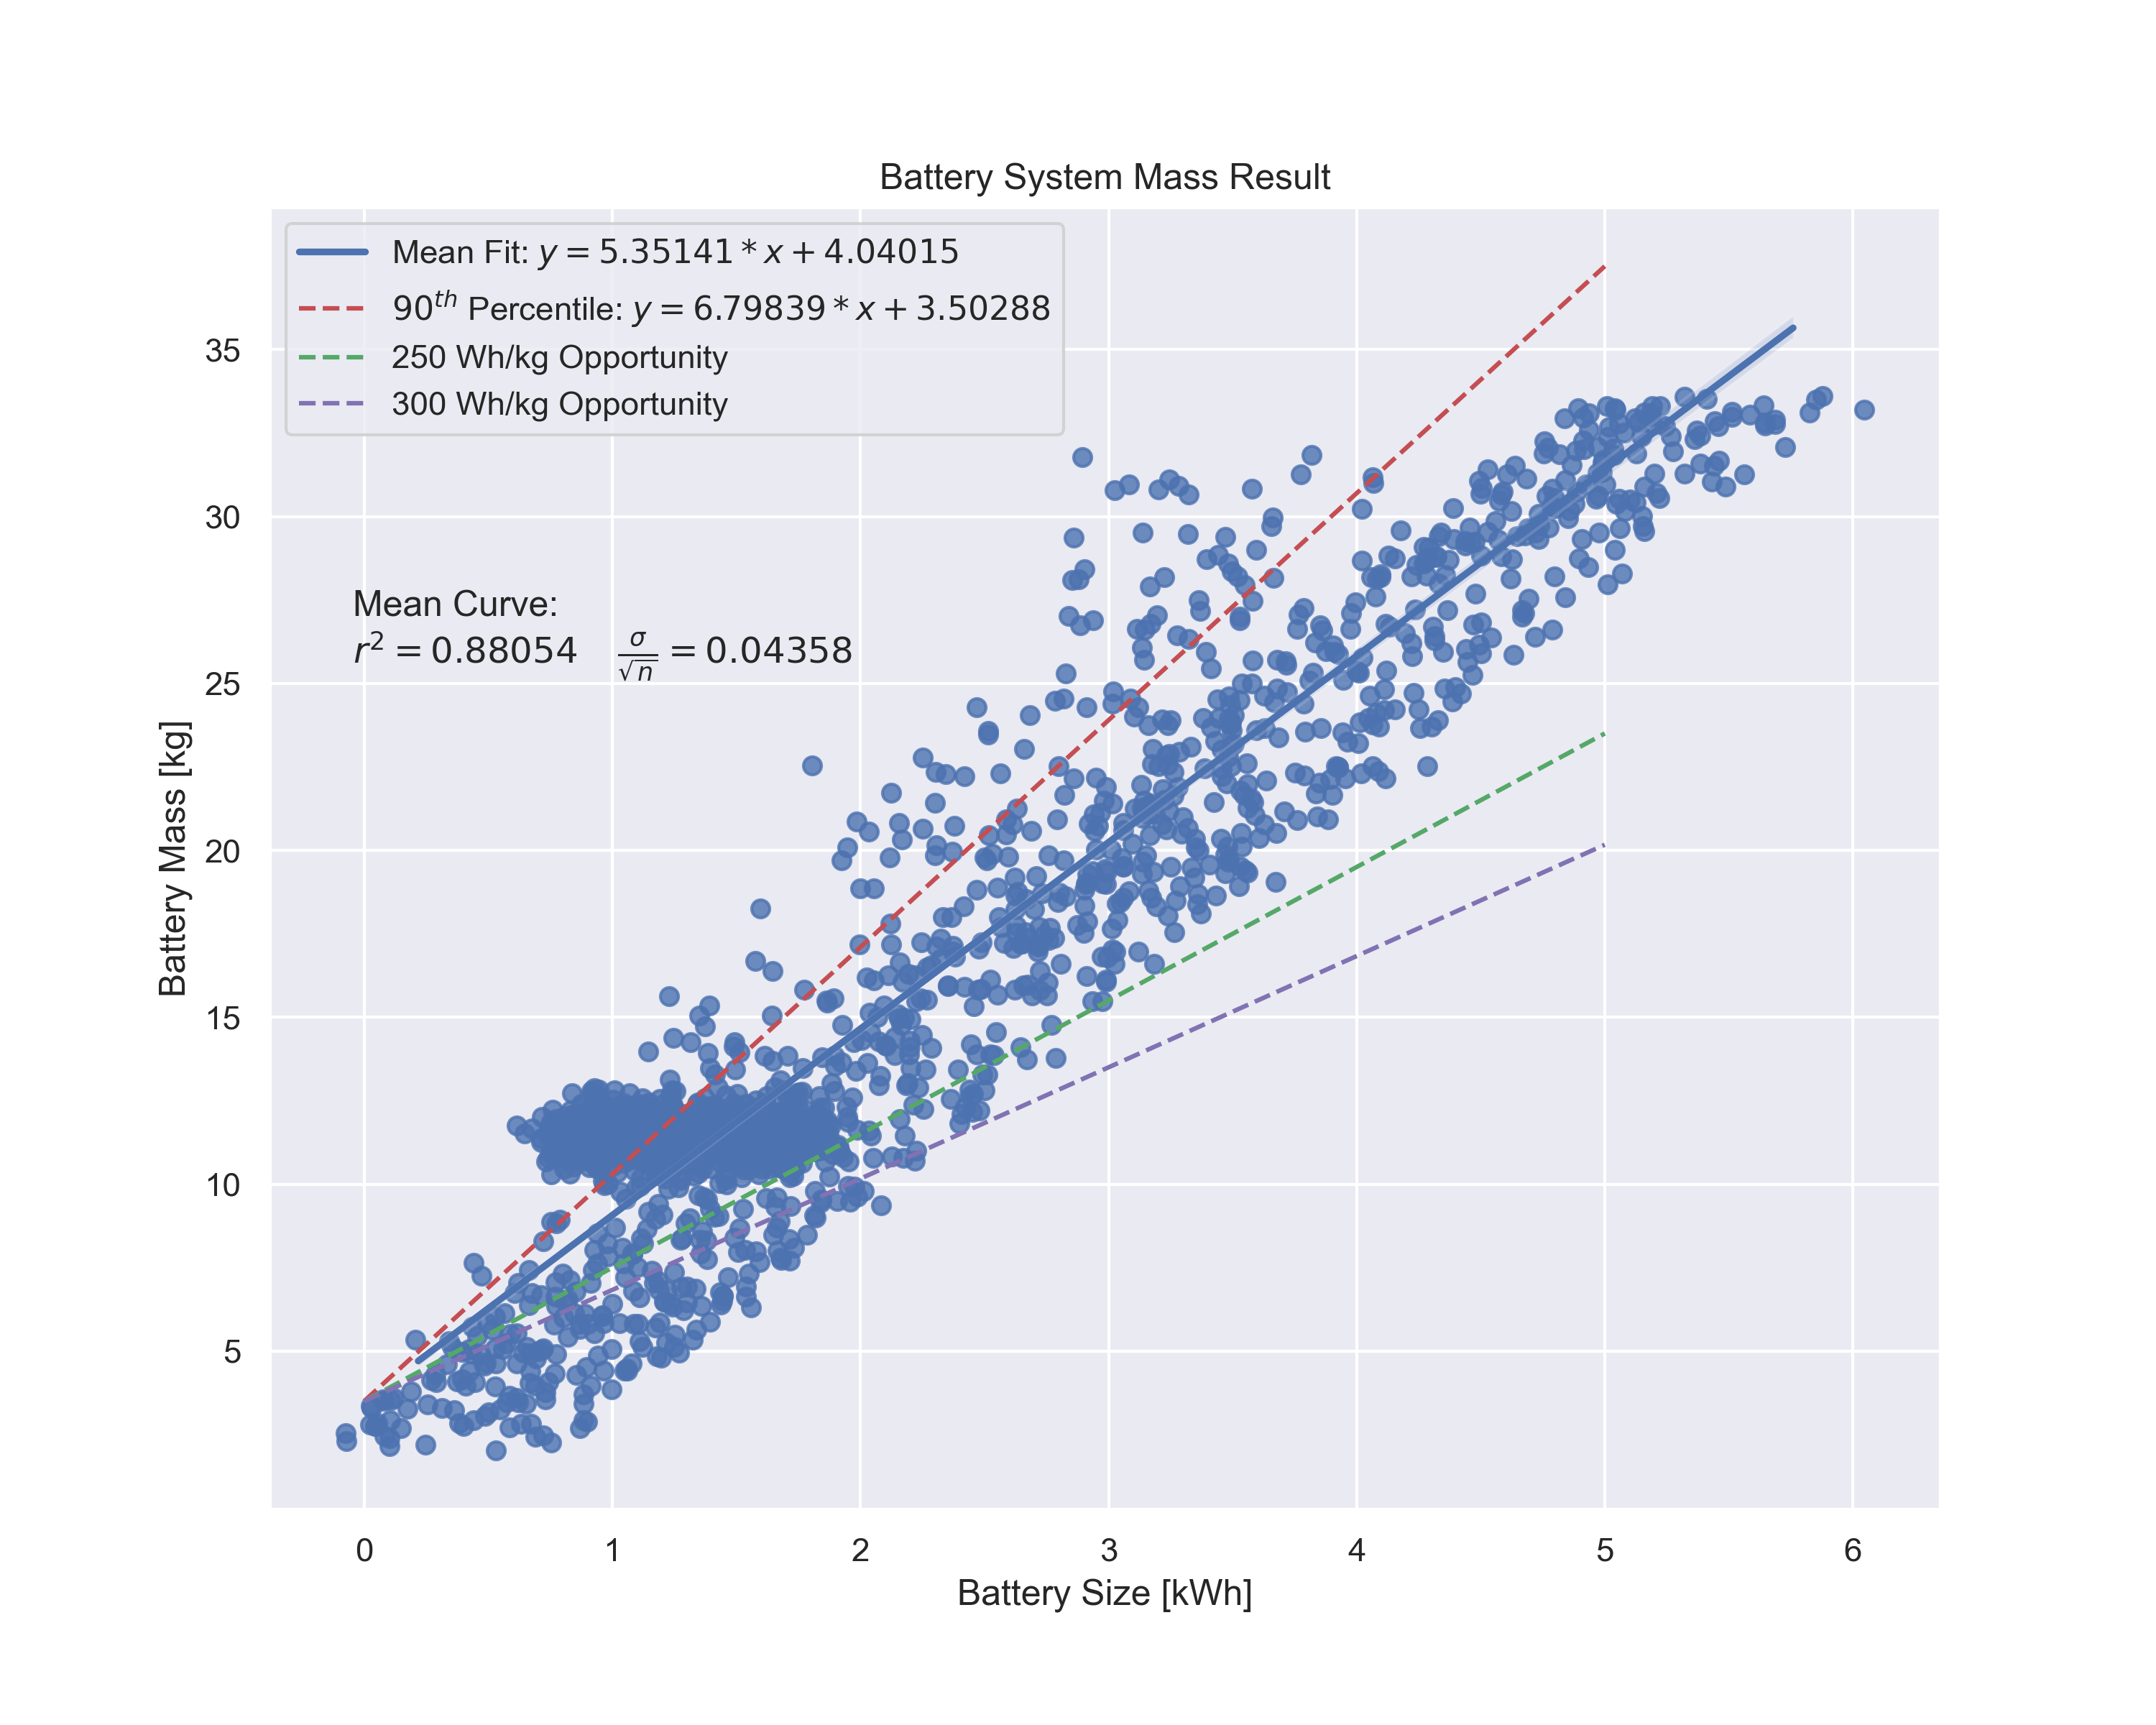 Battery System Mass Result
Mean Fit: y = 5.35141 * x + 4.04015
90^th Percentile: y = 6.79839 * x + 3.50288
250 Wh/kg Opportunity
300 Wh/kg Opportunity
Mean Curve:
r² = 0.88054 σ/√n = 0.04358
Battery Mass [kg]
35
30
25
20
15
10
5
0 1 2 3 4 5 6
Battery Size [kWh]